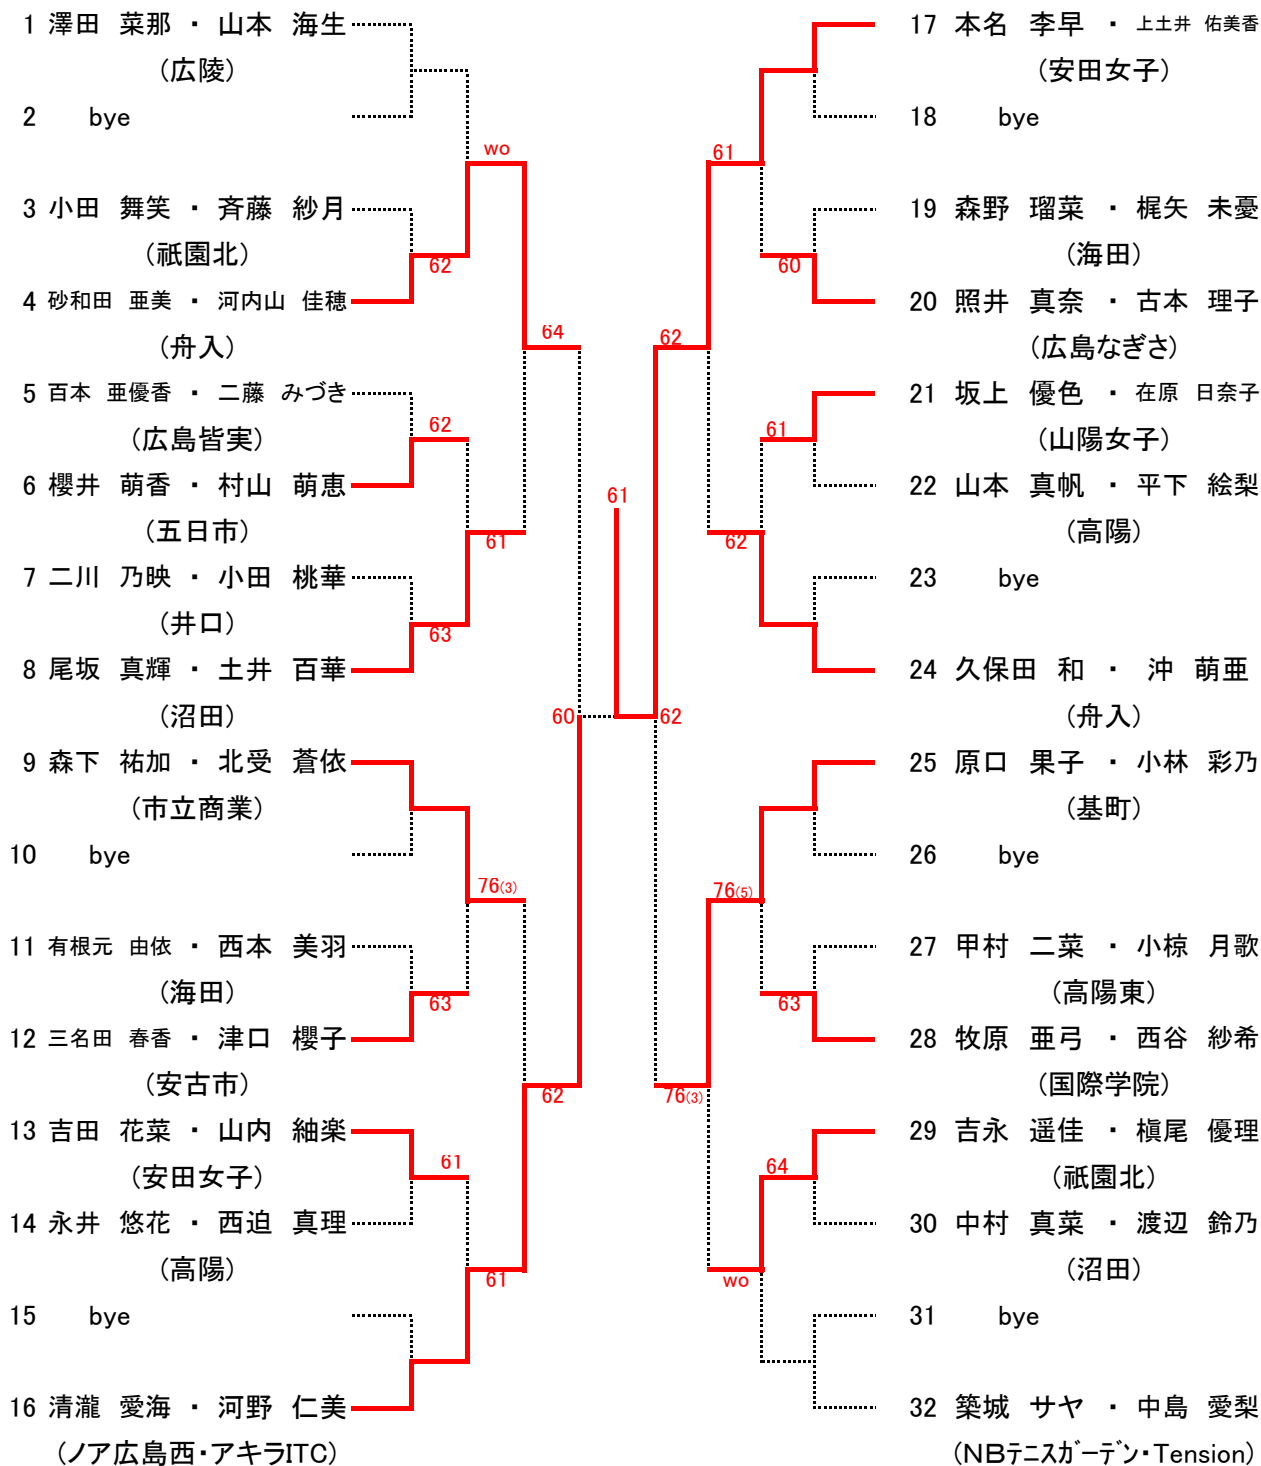 1 澤田 菜那 ・ 山本 海生
(広陵)
2 bye
wo
3 小田 舞笑 ・ 斉藤 紗月
(祇園北)
62
4 砂和田 亜美 ・ 河内山 佳穂
(舟入)
64
5 百本 亜優香 ・ 二藤 みづき
(広島皆実)
62
6 櫻井 萌香 ・ 村山 萌恵
(五日市)
61
7 二川 乃映 ・ 小田 桃華
(井口)
63
8 尾坂 真輝 ・ 土井 百華
(沼田)
60
9 森下 祐加 ・ 北受 蒼依
(市立商業)
10 bye
76(3)
11 有根元 由依 ・ 西本 美羽
(海田)
63
12 三名田 春香 ・ 津口 櫻子
(安古市)
62
13 吉田 花菜 ・ 山内 紬楽
(安田女子)
61
14 永井 悠花 ・ 西迫 真理
(高陽)
61
15 bye
16 清瀧 愛海 ・ 河野 仁美
(ノア広島西・アキラITC)
61
62
17 本名 李早 ・ 上土井 佑美香
(安田女子)
18 bye
61
19 森野 瑠菜 ・ 梶矢 未憂
(海田)
60
20 照井 真奈 ・ 古本 理子
(広島なぎさ)
62
21 坂上 優色 ・ 在原 日奈子
(山陽女子)
61
22 山本 真帆 ・ 平下 絵梨
(高陽)
62
23 bye
24 久保田 和 ・ 沖 萌亜
(舟入)
25 原口 果子 ・ 小林 彩乃
(基町)
26 bye
76(5)
27 甲村 二菜 ・ 小椋 月歌
(高陽東)
63
28 牧原 亜弓 ・ 西谷 紗希
(国際学院)
76(3)
29 吉永 遥佳 ・ 槇尾 優理
(祇園北)
64
30 中村 真菜 ・ 渡辺 鈴乃
(沼田)
wo
31 bye
32 築城 サヤ ・ 中島 愛梨
(NBテニスガーデン・Tension)